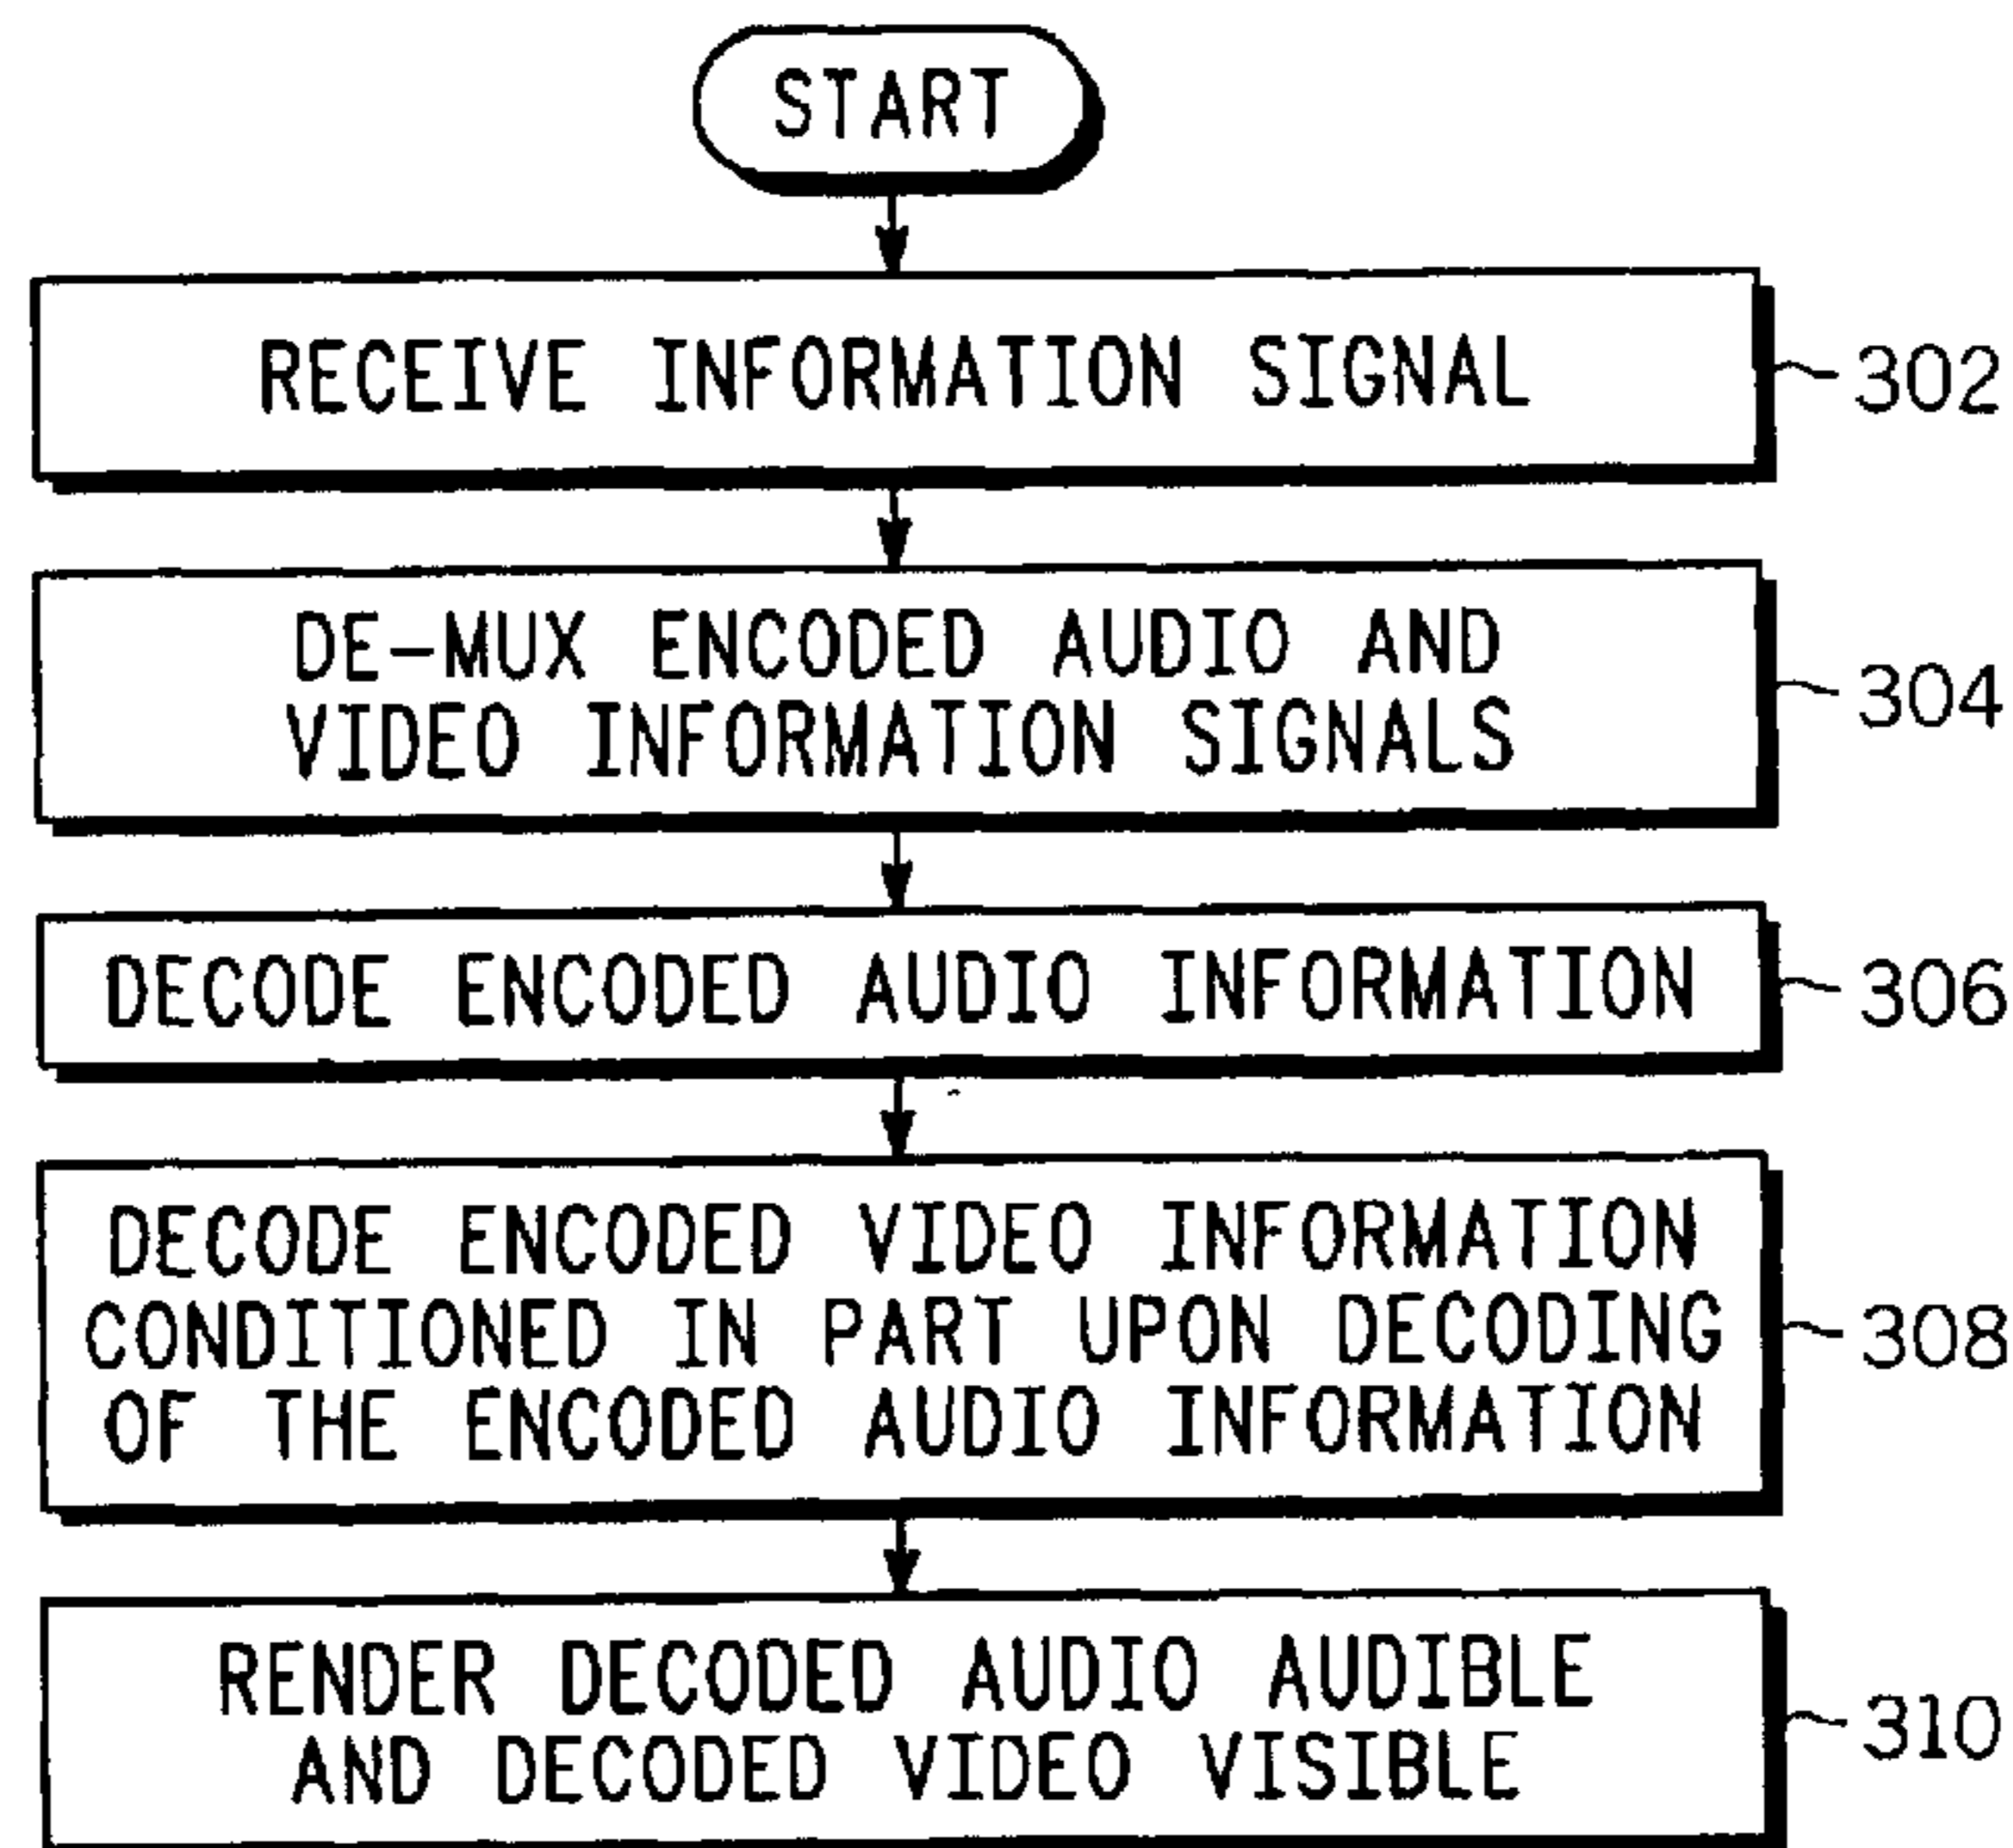 START
RECEIVE INFORMATION SIGNAL
302
DE-MUX ENCODED AUDIO AND
VIDEO INFORMATION SIGNALS
304
DECODE ENCODED AUDIO INFORMATION
306
DECODE ENCODED VIDEO INFORMATION
CONDITIONED IN PART UPON DECODING
OF THE ENCODED AUDIO INFORMATION
308
RENDER DECODED AUDIO AUDIBLE
AND DECODED VIDEO VISIBLE
310